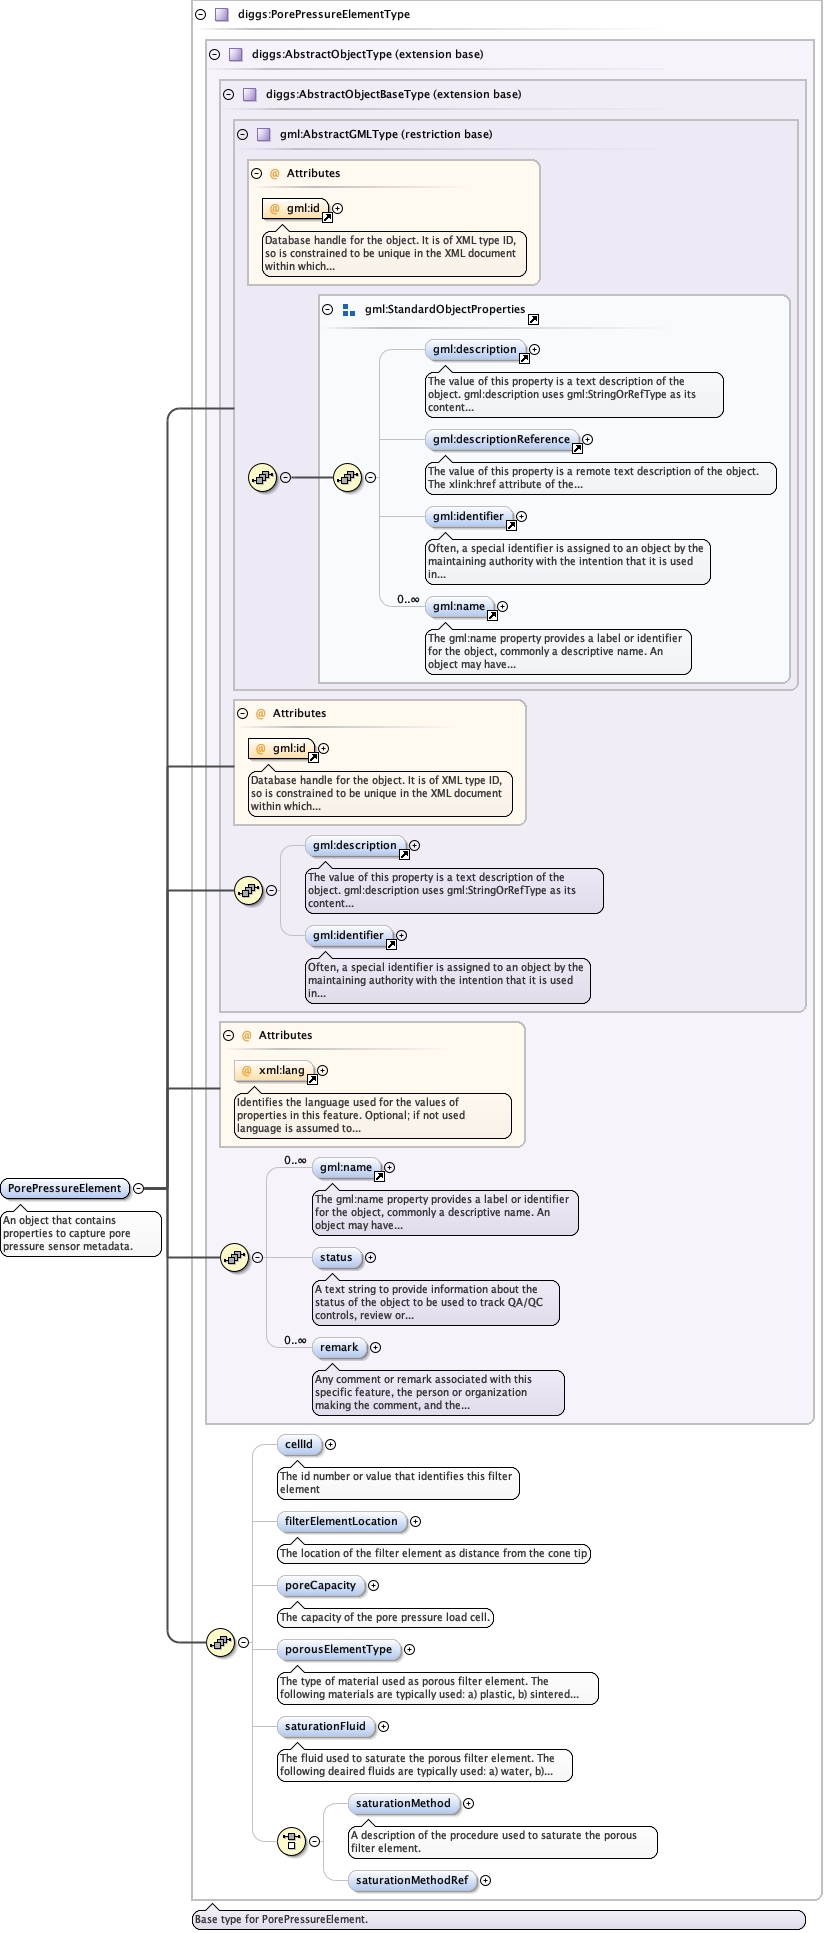 diggs:PorePressureElementType
diggs:AbstractObjectType (extension base)
diggs:AbstractObjectBaseType (extension base)
gml:AbstractGMLType (restriction base)
@ Attributes
@ gml:id
Database handle for the object. It is of XML type ID,
so is constrained to be unique in the XML document
within which...
gml:StandardObjectProperties
gml:description
The value of this property is a text description of the
object. gml:description uses gml:StringOrRefType as its
content...
gml:descriptionReference
The value of this property is a remote text description of the object.
The xlink:href attribute of the...
gml:identifier
Often, a special identifier is assigned to an object by the
maintaining authority with the intention that it is used
in...
0..∞
gml:name
The gml:name property provides a label or identifier
for the object, commonly a descriptive name. An
object may have...
@ Attributes
@ gml:id
Database handle for the object. It is of XML type ID,
so is constrained to be unique in the XML document
within which...
gml:description
The value of this property is a text description of the
object. gml:description uses gml:StringOrRefType as its
content...
gml:identifier
Often, a special identifier is assigned to an object by the
maintaining authority with the intention that it is used
in...
@ Attributes
@ xml:lang
Identifies the language used for the values of
properties in this feature. Optional; if not used
language is assumed to...
0..∞
gml:name
The gml:name property provides a label or identifier
for the object, commonly a descriptive name. An
object may have...
PorePressureElement
An object that contains
properties to capture pore
pressure sensor metadata.
status
A text string to provide information about the
status of the object to be used to track QA/QC
controls, review or...
0..∞
remark
Any comment or remark associated with this
specific feature, the person or organization
making the comment, and the...
cellId
The id number or value that identifies this filter
element
filterElementLocation
The location of the filter element as distance from the cone tip
poreCapacity
The capacity of the pore pressure load cell.
porousElementType
The type of material used as porous filter element. The
following materials are typically used: a) plastic, b) sintered...
saturationFluid
The fluid used to saturate the porous filter element. The
following deaired fluids are typically used: a) water, b)...
saturationMethod
A description of the procedure used to saturate the porous
filter element.
saturationMethodRef
Base type for PorePressureElement.